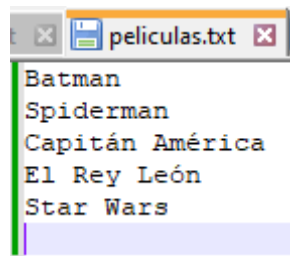 peliculas.txt
Batman
Spiderman
Capitán América
El Rey León
Star Wars